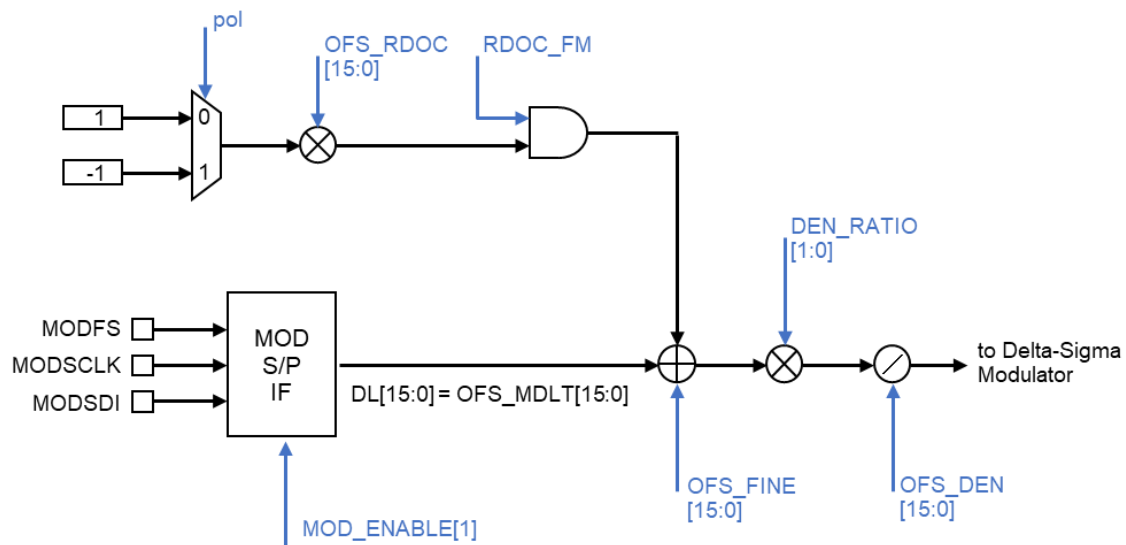 pol
OFS_RDOC
[15:0]
RDOC_FM
1
0
-1
1
DEN_RATIO
[1:0]
MODFS
MODSCLK
MODSDI
MOD
S/P
IF
DL[15:0] = OFS_MDLT[15:0]
to Delta-Sigma
Modulator
OFS_FINE
[15:0]
OFS_DEN
[15:0]
MOD_ENABLE[1]